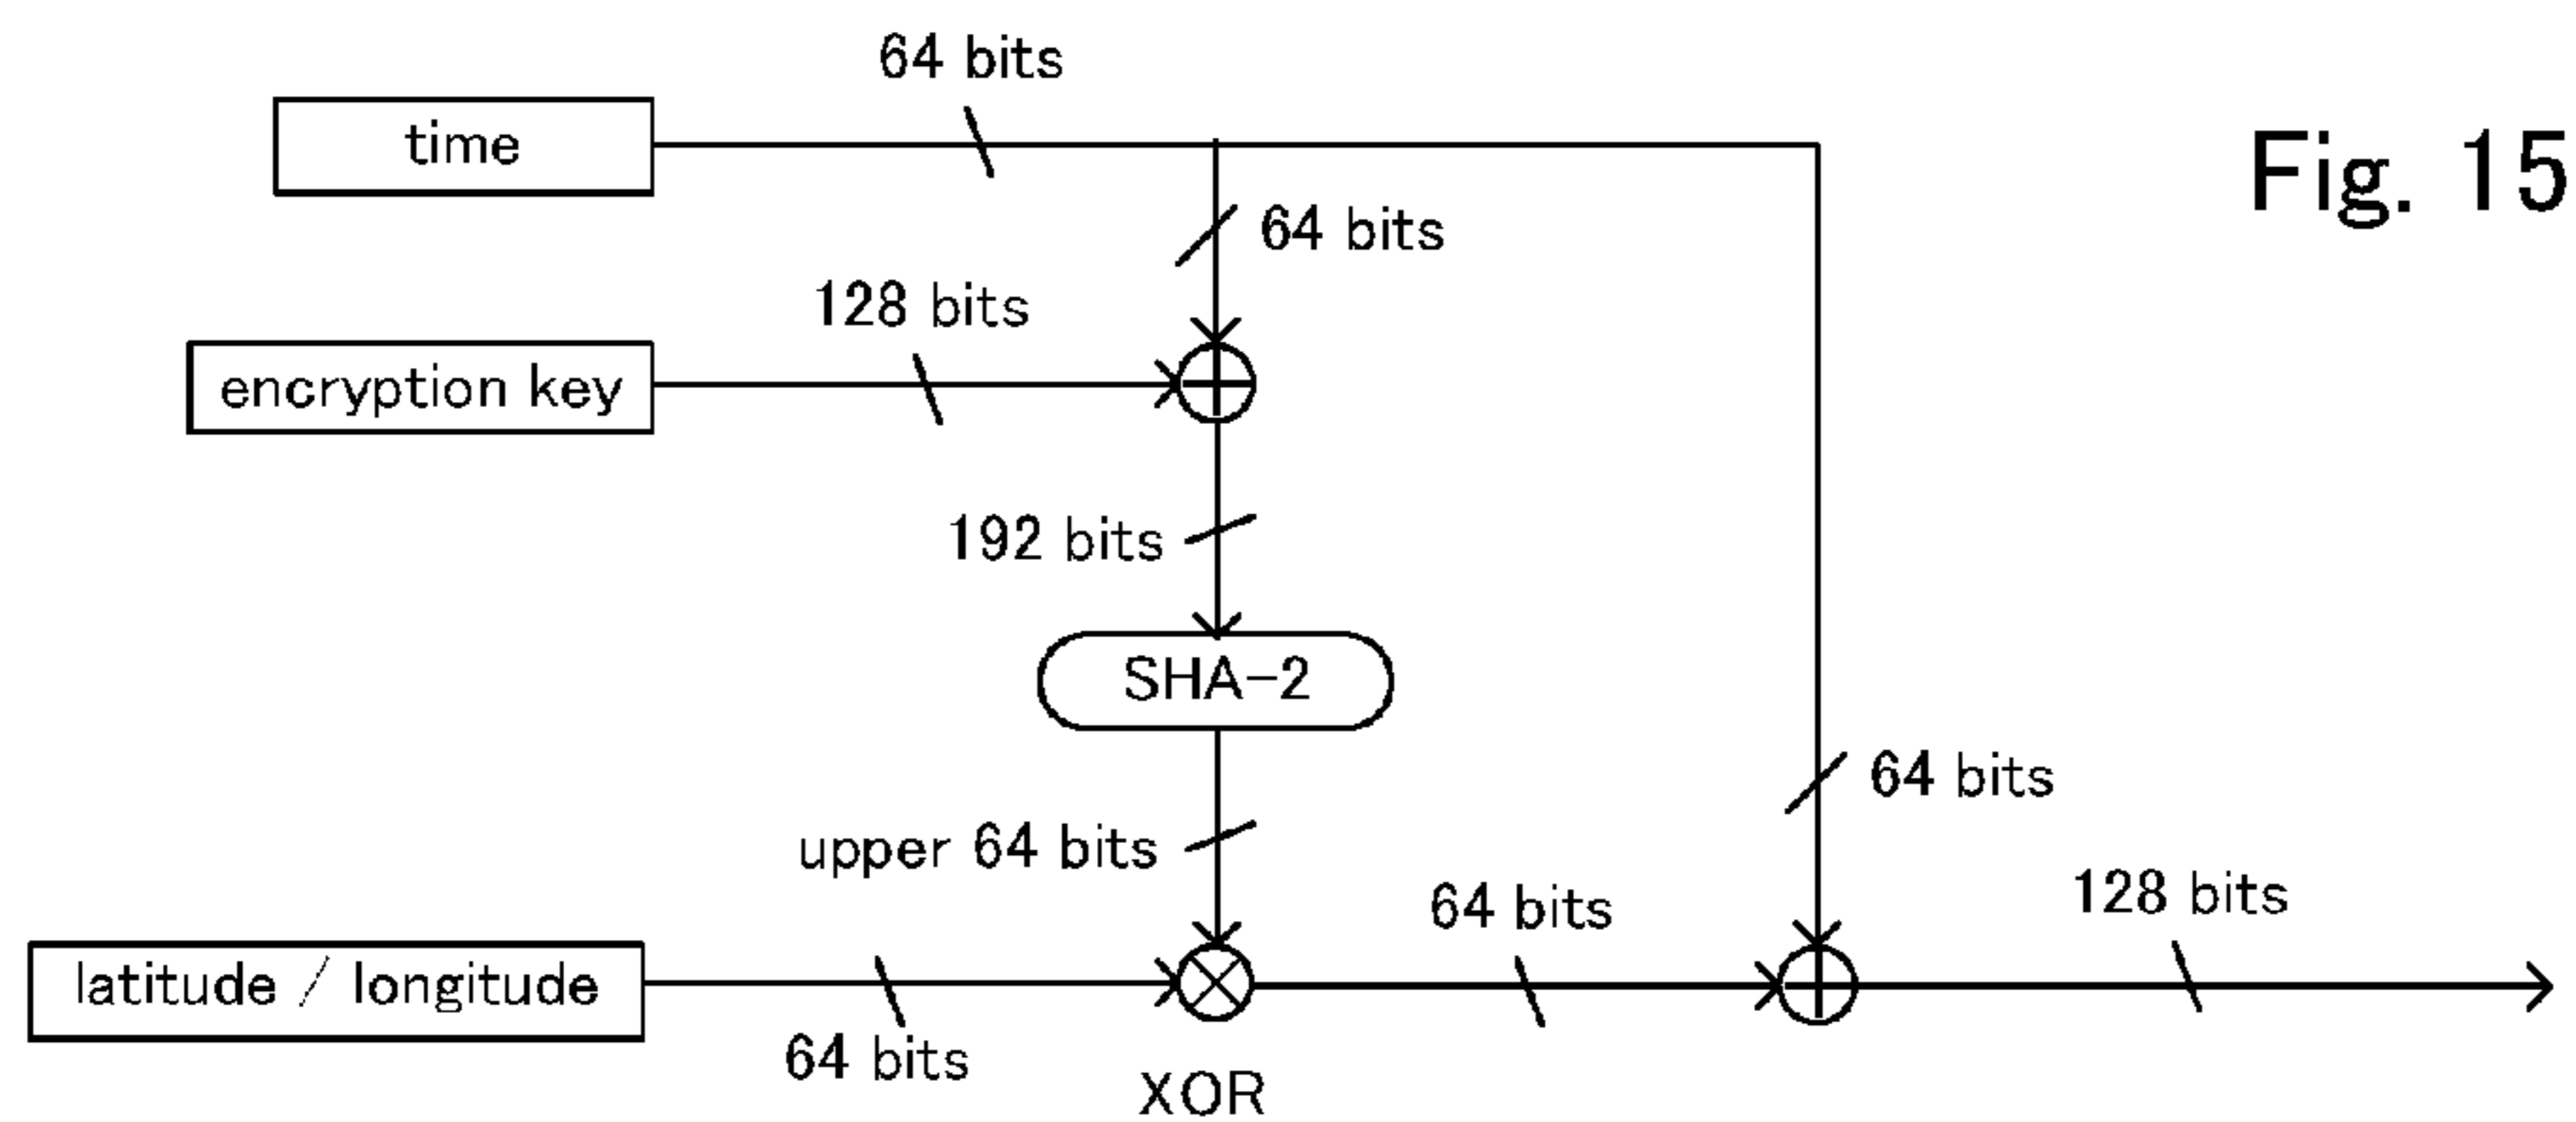 64 bits
time
Fig. 15
64 bits
128 bits
encryption key
192 bits
SHA-2
64 bits
upper 64 bits
64 bits
128 bits
latitude / longitude
64 bits
XOR